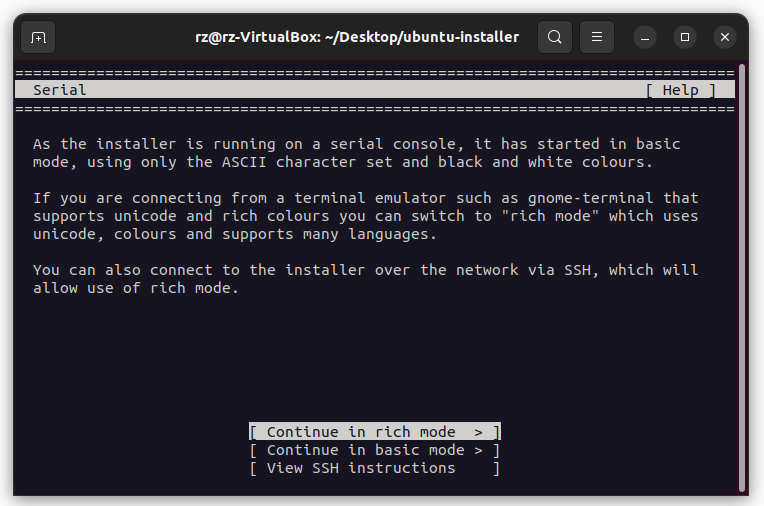 rz@rz-VirtualBox: ~/Desktop/ubuntu-installer
================================================================================
Serial [ Help ]
================================================================================
As the installer is running on a serial console, it has started in basic
mode, using only the ASCII character set and black and white colours.
If you are connecting from a terminal emulator such as gnome-terminal that
supports unicode and rich colours you can switch to "rich mode" which uses
unicode, colours and supports many languages.
You can also connect to the installer over the network via SSH, which will
allow use of rich mode.
[ Continue in rich mode  > ]
[ Continue in basic mode > ]
[ View SSH instructions    ]